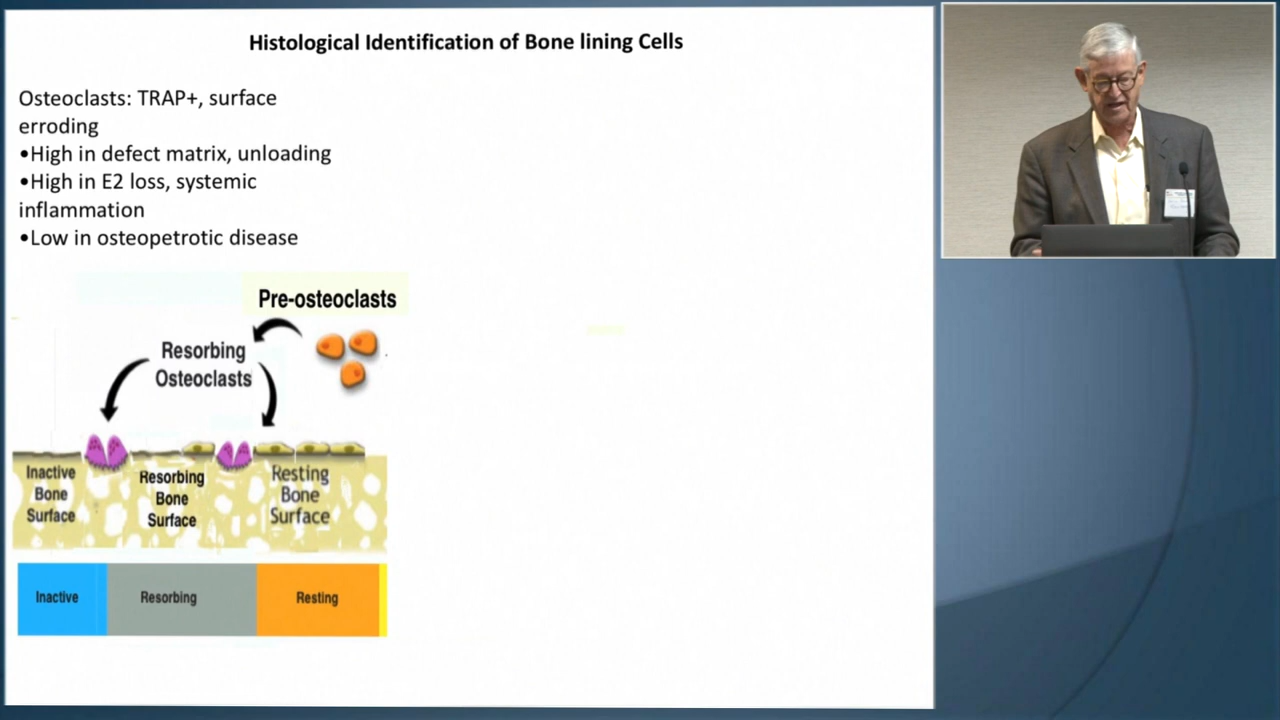 Histological Identification of Bone lining Cells
Osteoclasts: TRAP+, surface
erroding
•High in defect matrix, unloading
•High in E2 loss, systemic
inflammation
•Low in osteopetrotic disease
Pre-osteoclasts
Resorbing
Osteoclasts
Inactive
Bone
Surface
Resorbing
Bone
Surface
Resting
Bone
Surface
Inactive
Resorbing
Resting